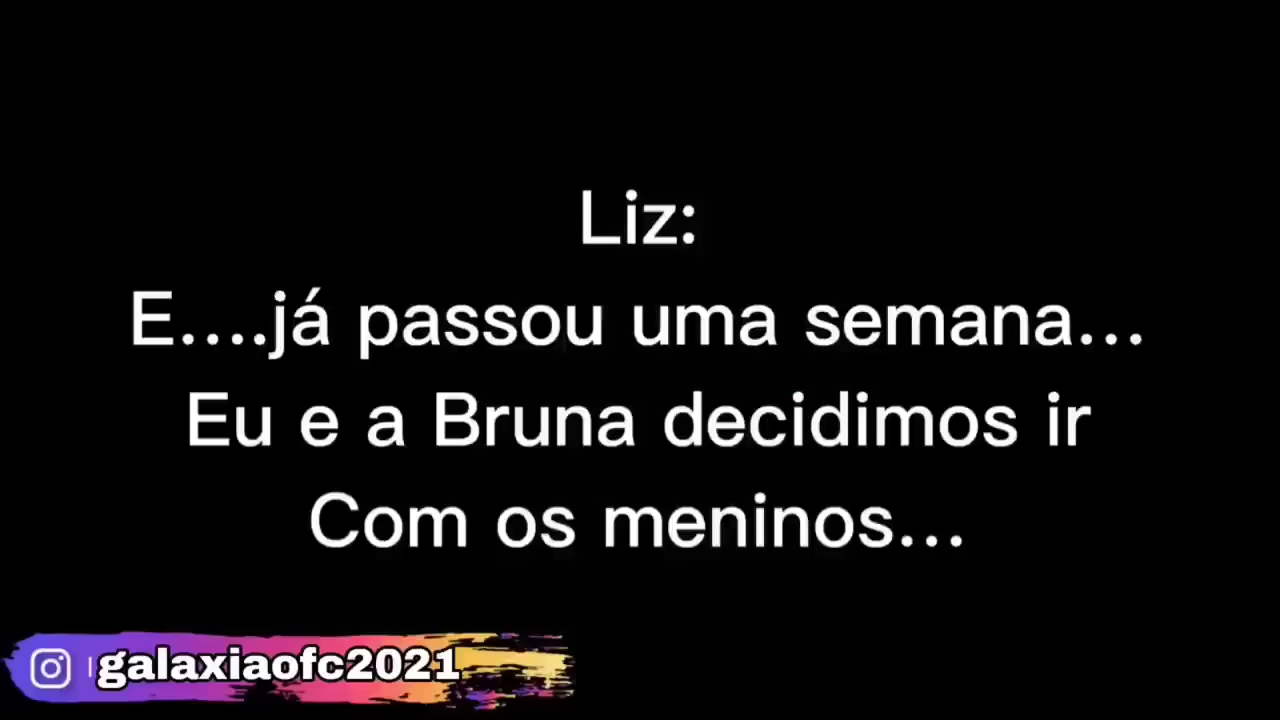 Liz:
E....já passou uma semana...
Eu e a Bruna decidimos ir
Com os meninos...
galaxiaofc2021